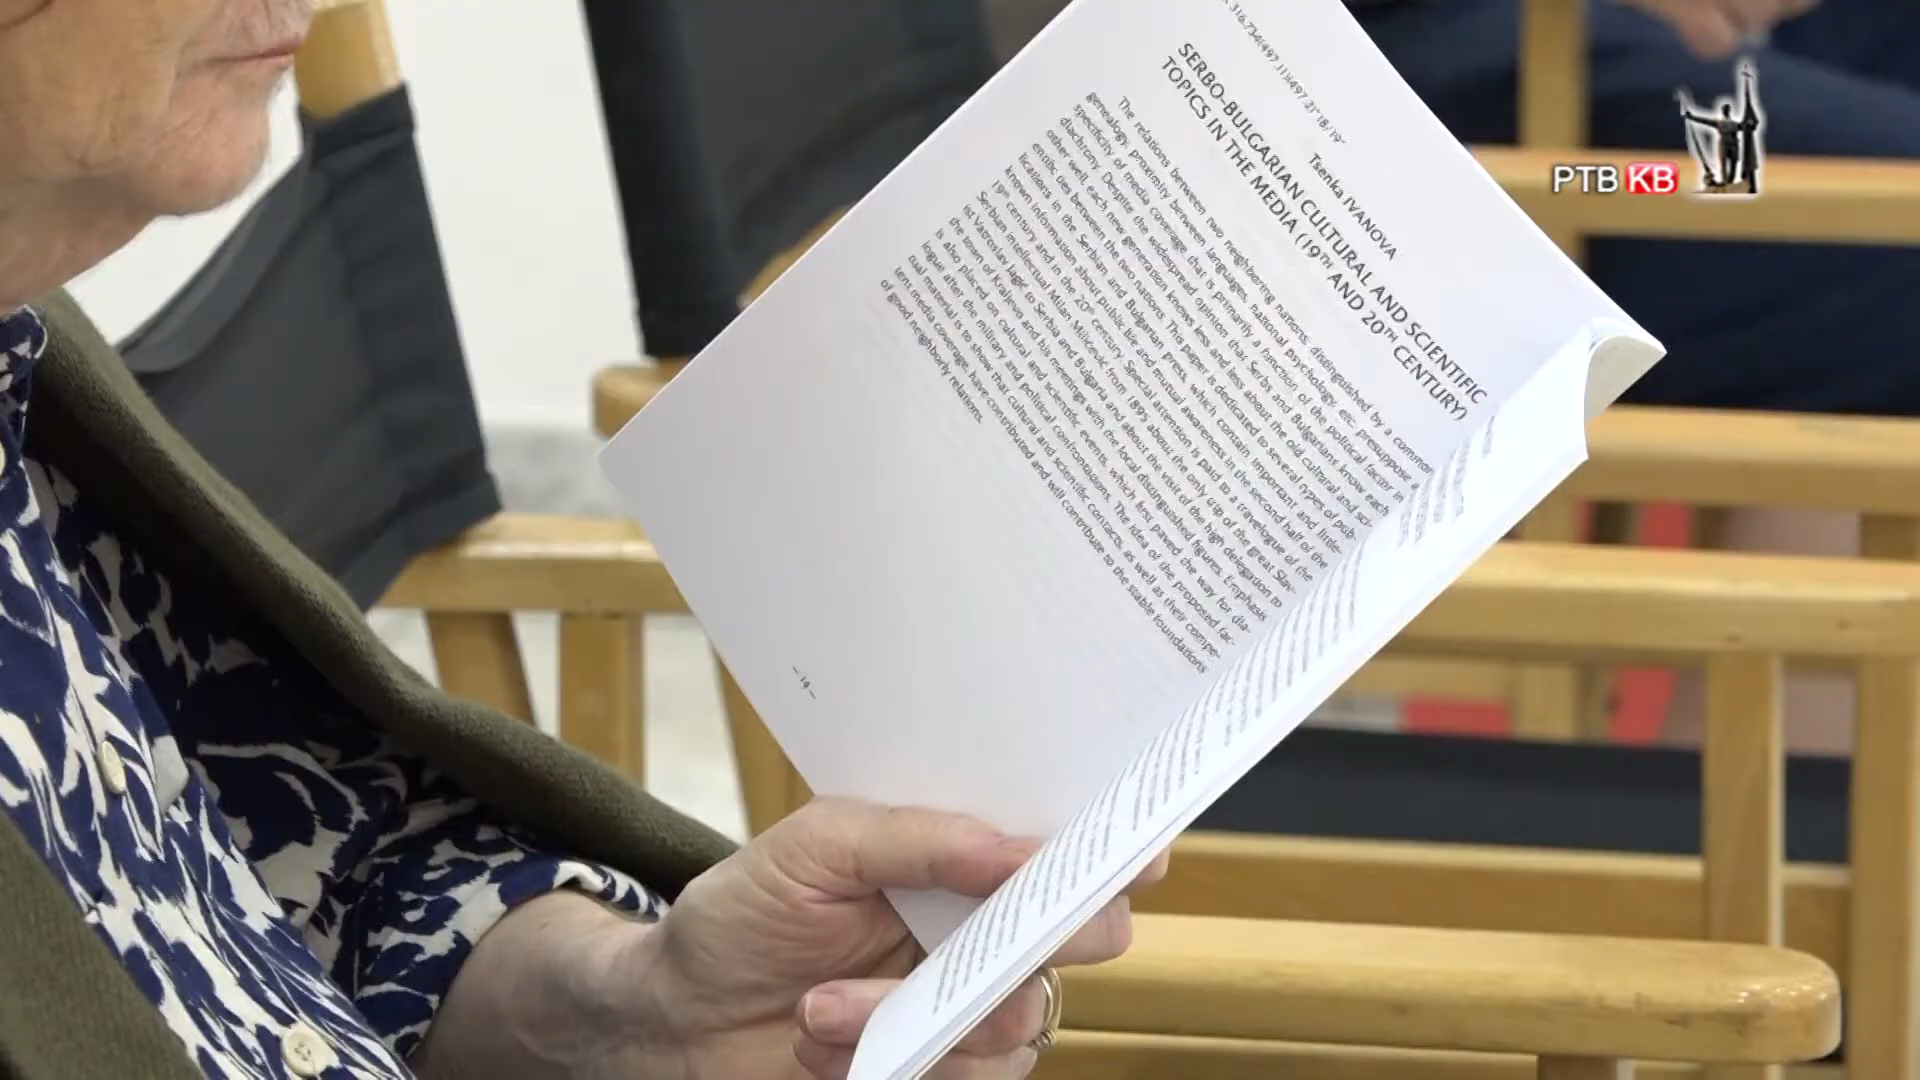 316.734(497.11)(497.2)"18/19"
Tsenka IVANOVA
SERBO-BULGARIAN CULTURAL AND SCIENTIFIC
TOPICS IN THE MEDIA (19TH AND 20TH CENTURY)
The relations between two neighboring nations, distinguished by a common
genealogy, proximity between languages, national psychology, etc. presuppose a
specificity of media coverage that is primarily a function of the political factor in
diachrony. Despite the widespread opinion that Serbs and Bulgarians know each
other well, each new generation knows less and less about the old cultural and sci-
entific ties between the two nations. This paper is dedicated to several types of pub-
lications in the Serbian and Bulgarian press, which contain important and little-
known information about public life and mutual awareness in the second half of the
19th century and in the 20th century. Special attention is paid to a travelogue of the
Serbian intellectual Milan Milićević from 1895 about the only trip of the great Slav-
ist Vatroslav Jagić to Serbia and Bulgaria and about the visit of the high delegation to
the town of Kraljevo and his meetings with the local distinguished figures. Emphasis
is also placed on cultural and scientific events, which first paved the way for dia-
logue after the military and political confrontations. The idea of the proposed fac-
tual material is to show that cultural and scientific contacts, as well as their compe-
tent media coverage, have contributed and will contribute to the stable foundations
of good neighborly relations.
— 14 —
РТВ КВ